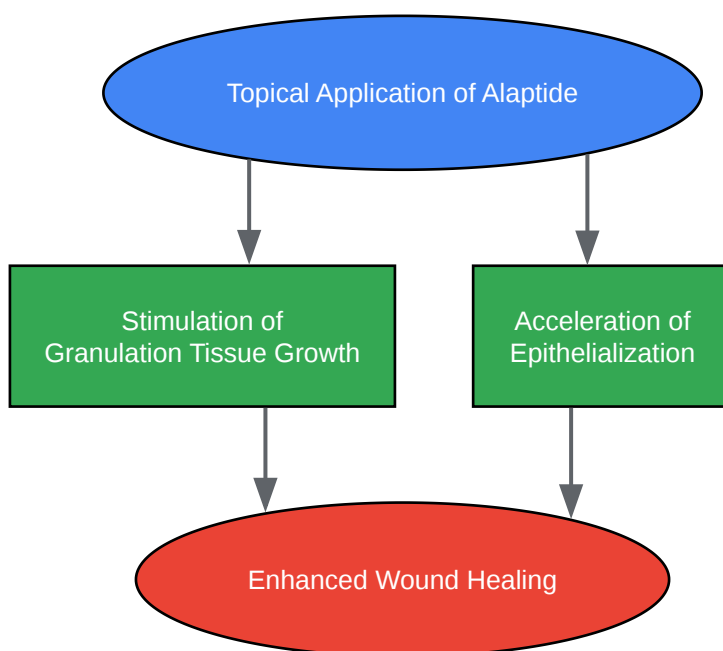 Topical Application of Alaptide
Stimulation of
Granulation Tissue Growth
Acceleration of
Epithelialization
Enhanced Wound Healing